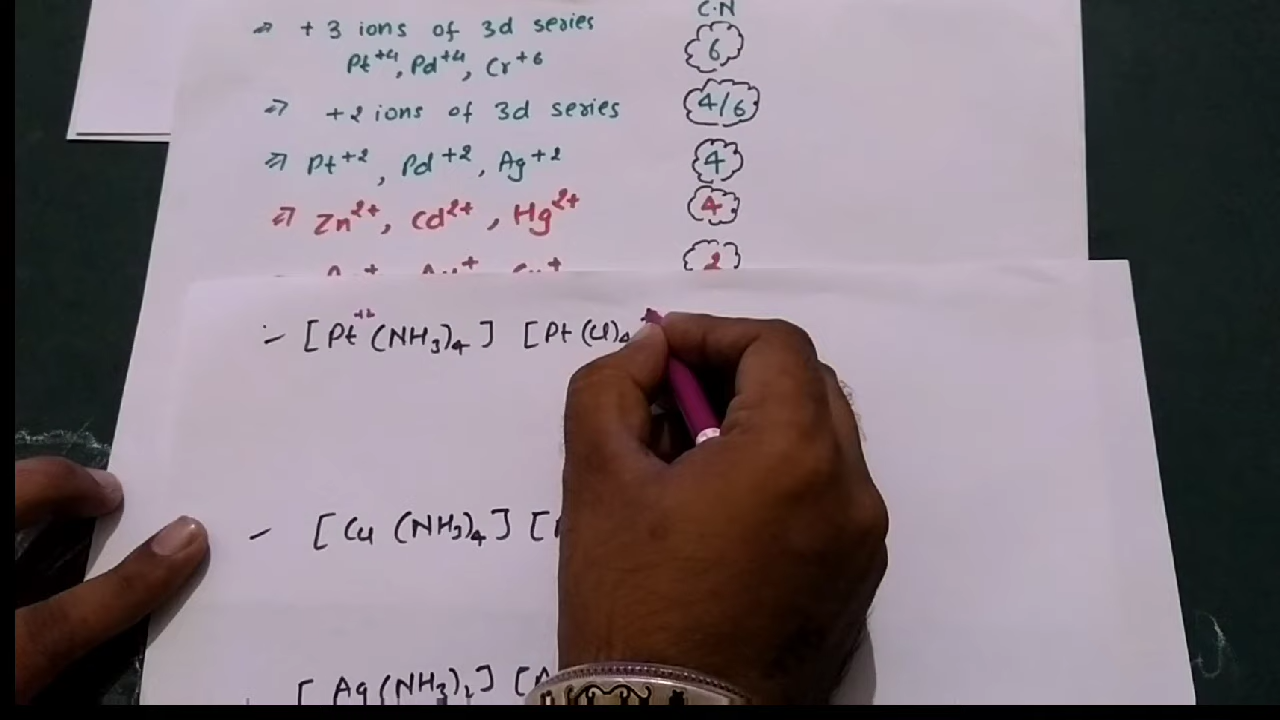 C.N
⇒ +3 ions of 3d series 6
Pt+4, Pd+4, Cr+6
⇒ +2 ions of 3d series 4/6
⇒ Pt+2, Pd+2, Ag+2 4
⇒ Zn2+, Cd2+, Hg2+ 4
2
:- [Pt+2(NH3)4] [Pt(Cl)4
- [Cu (NH3)4] [
[Ag(NH3)2] [A